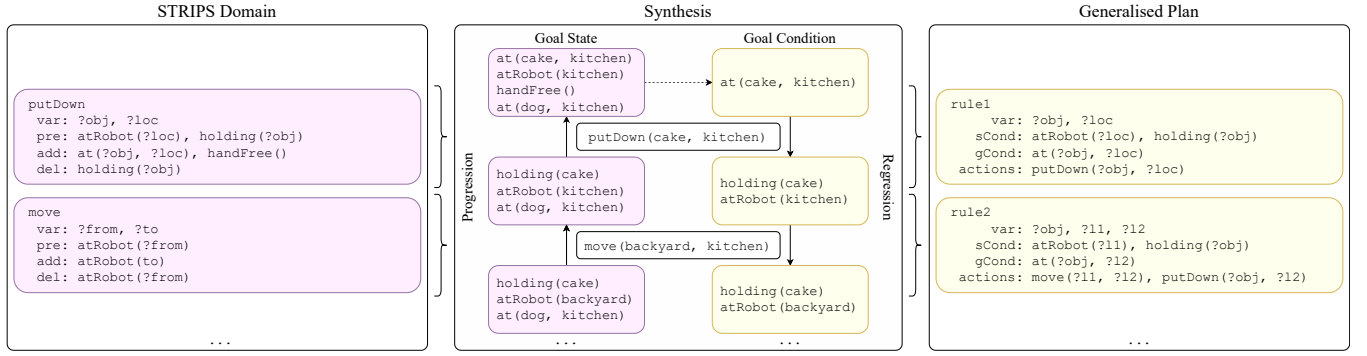 STRIPS Domain
putDown
var: ?obj, ?loc
pre: atRobot(?loc), holding(?obj)
add: at(?obj, ?loc), handFree()
del: holding(?obj)
move
var: ?from, ?to
pre: atRobot(?from)
add: atRobot(to)
del: atRobot(?from)
...
Synthesis
Goal State
Goal Condition
at(cake, kitchen)
atRobot(kitchen)
handFree()
at(dog, kitchen)
at(cake, kitchen)
putDown(cake, kitchen)
Progression
Regression
holding(cake)
atRobot(kitchen)
at(dog, kitchen)
holding(cake)
atRobot(kitchen)
move(backyard, kitchen)
holding(cake)
atRobot(backyard)
at(dog, kitchen)
holding(cake)
atRobot(backyard)
...
...
Generalised Plan
rule1
var: ?obj, ?loc
sCond: atRobot(?loc), holding(?obj)
gCond: at(?obj, ?loc)
actions: putDown(?obj, ?loc)
rule2
var: ?obj, ?l1, ?l2
sCond: atRobot(?l1), holding(?obj)
gCond: at(?obj, ?l2)
actions: move(?l1, ?l2), putDown(?obj, ?l2)
...